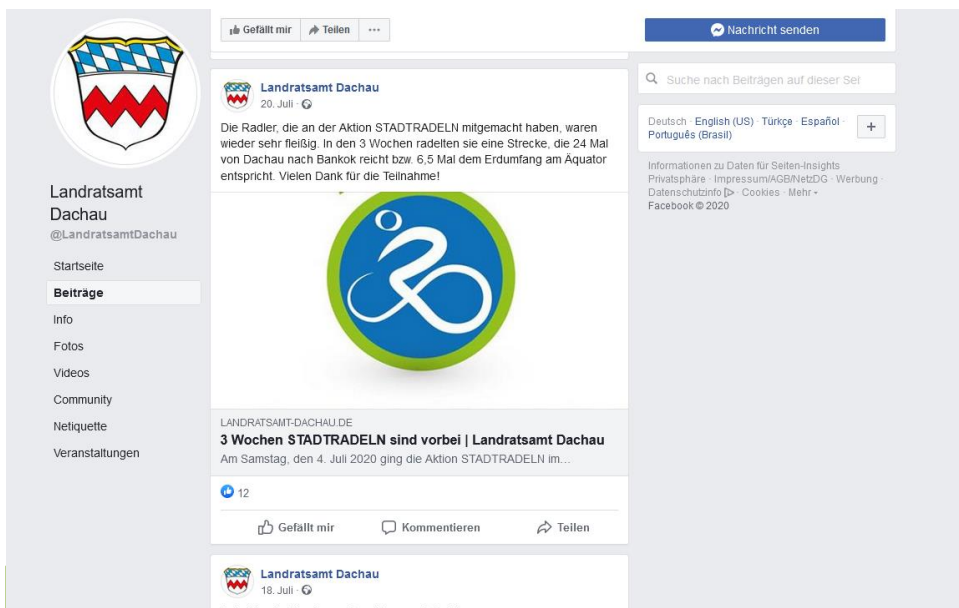 Gefällt mir Teilen ...
Nachricht senden
Landratsamt
Dachau
@LandratsamtDachau
Startseite
Beiträge
Info
Fotos
Videos
Community
Netiquette
Veranstaltungen
Landratsamt Dachau
20. Juli ·
Die Radler, die an der Aktion STADTRADELN mitgemacht haben, waren
wieder sehr fleißig. In den 3 Wochen radelten sie eine Strecke, die 24 Mal
von Dachau nach Bankok reicht bzw. 6,5 Mal dem Erdumfang am Äquator
entspricht. Vielen Dank für die Teilnahme!
LANDRATSAMT-DACHAU.DE
3 Wochen STADTRADELN sind vorbei | Landratsamt Dachau
Am Samstag, den 4. Juli 2020 ging die Aktion STADTRADELN im…
12
Gefällt mir Kommentieren Teilen
Landratsamt Dachau
18. Juli ·
Suche nach Beiträgen auf dieser Sei
Deutsch · English (US) · Türkçe · Español ·
Português (Brasil)
+
Informationen zu Daten für Seiten-Insights
Privatsphäre · Impressum/AGB/NetzDG · Werbung ·
Datenschutzinfo · Cookies · Mehr
Facebook © 2020